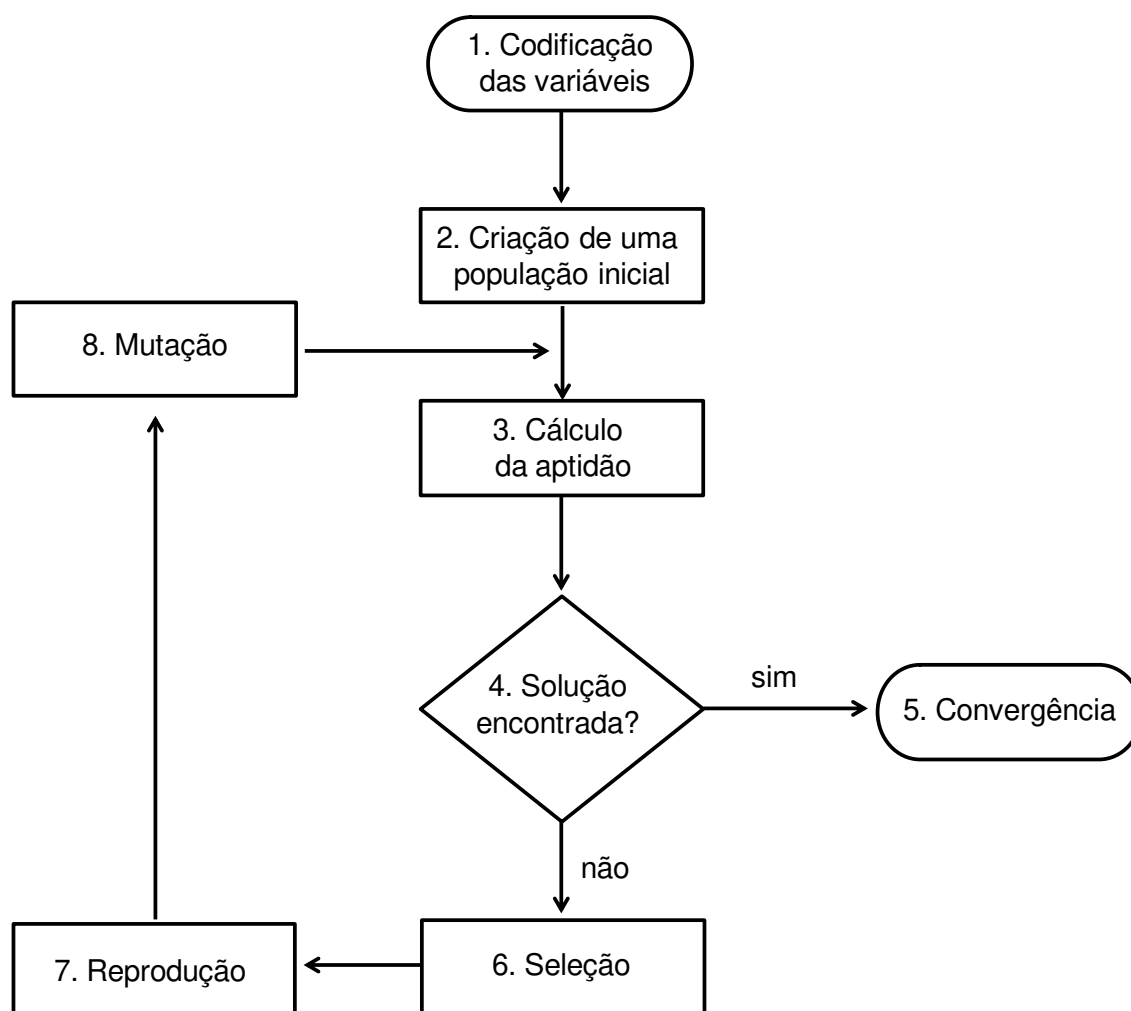 1. Codificação
das variáveis
2. Criação de uma
população inicial
8. Mutação
3. Cálculo
da aptidão
4. Solução
encontrada?
sim
5. Convergência
não
7. Reprodução
6. Seleção